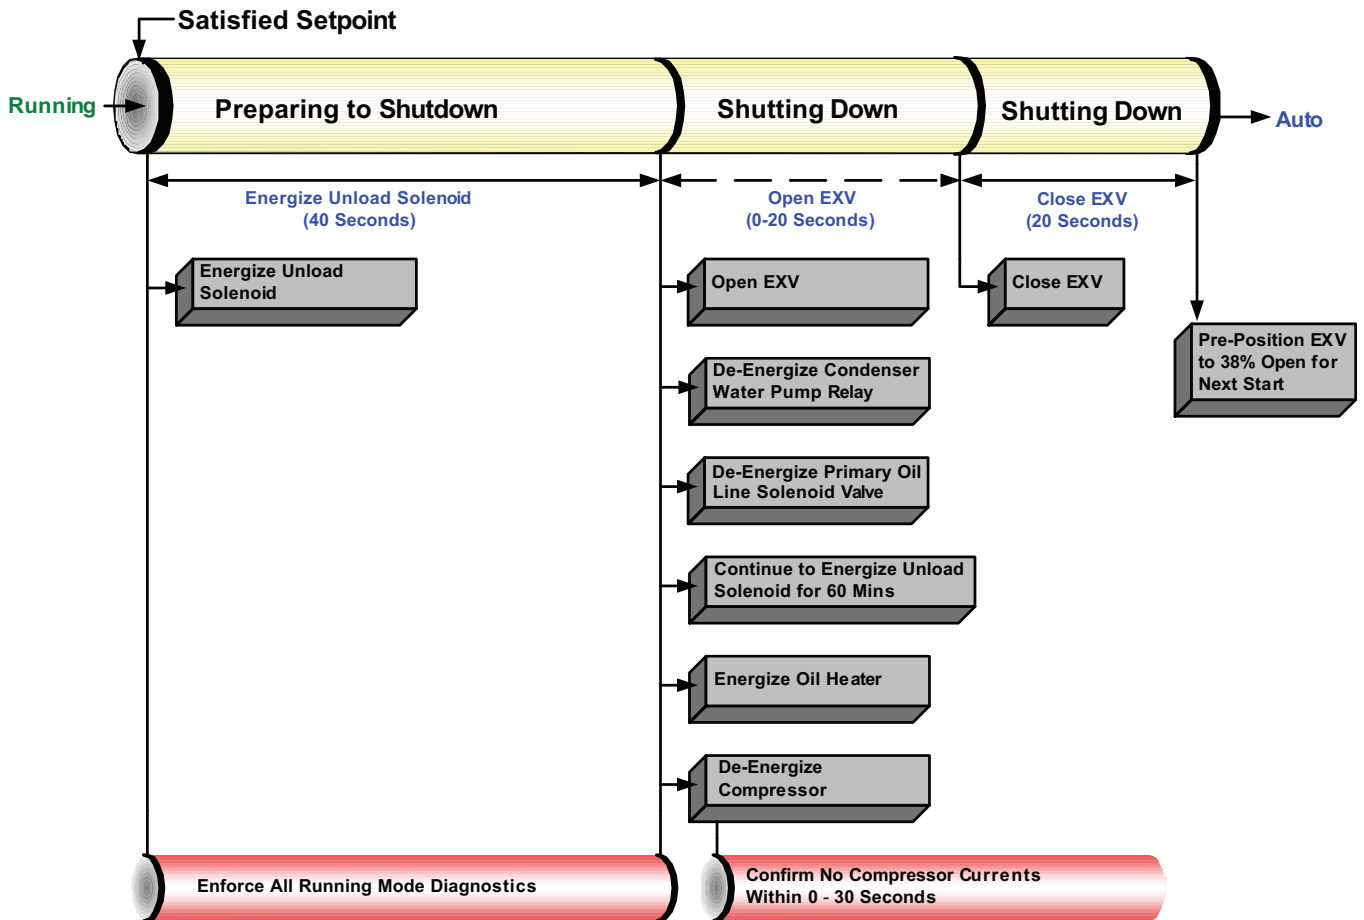 Satisfied Setpoint
Running
Preparing to Shutdown
Shutting Down
Shutting Down
Auto
Energize Unload Solenoid
(40 Seconds)
Open EXV
(0-20 Seconds)
Close EXV
(20 Seconds)
Energize Unload
Solenoid
Open EXV
Close EXV
Pre-Position EXV
to 38% Open for
Next Start
De-Energize Condenser
Water Pump Relay
De-Energize Primary Oil
Line Solenoid Valve
Continue to Energize Unload
Solenoid for 60 Mins
Energize Oil Heater
De-Energize
Compressor
Enforce All Running Mode Diagnostics
Confirm No Compressor Currents
Within 0 - 30 Seconds